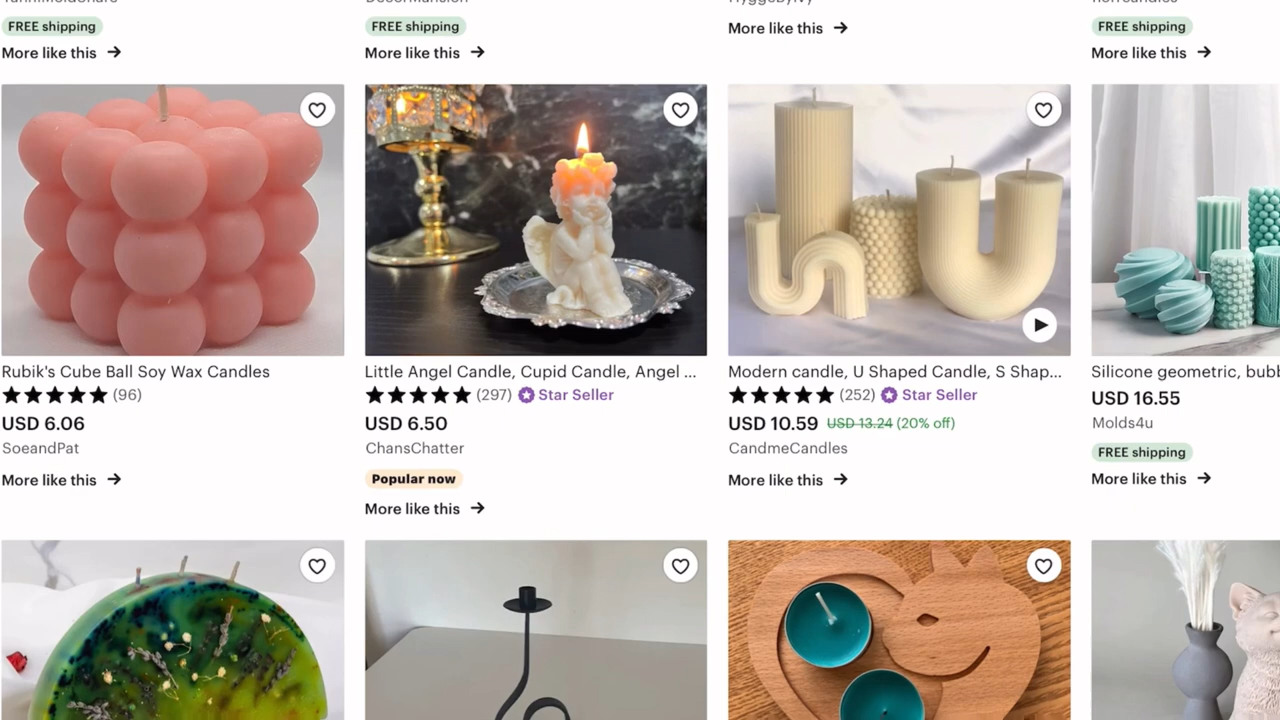 FREE shipping
More like this →
FREE shipping
More like this →
More like this →
FREE shipping
More like this →
Rubik's Cube Ball Soy Wax Candles
(96)
USD 6.06
SoeandPat
More like this →
Little Angel Candle, Cupid Candle, Angel ...
(297) Star Seller
USD 6.50
ChansChatter
Popular now
More like this →
Modern candle, U Shaped Candle, S Shap...
(252) Star Seller
USD 10.59 USD 13.24 (20% off)
CandmeCandles
More like this →
Silicone geometric, bubb
USD 16.55
Molds4u
FREE shipping
More like this →